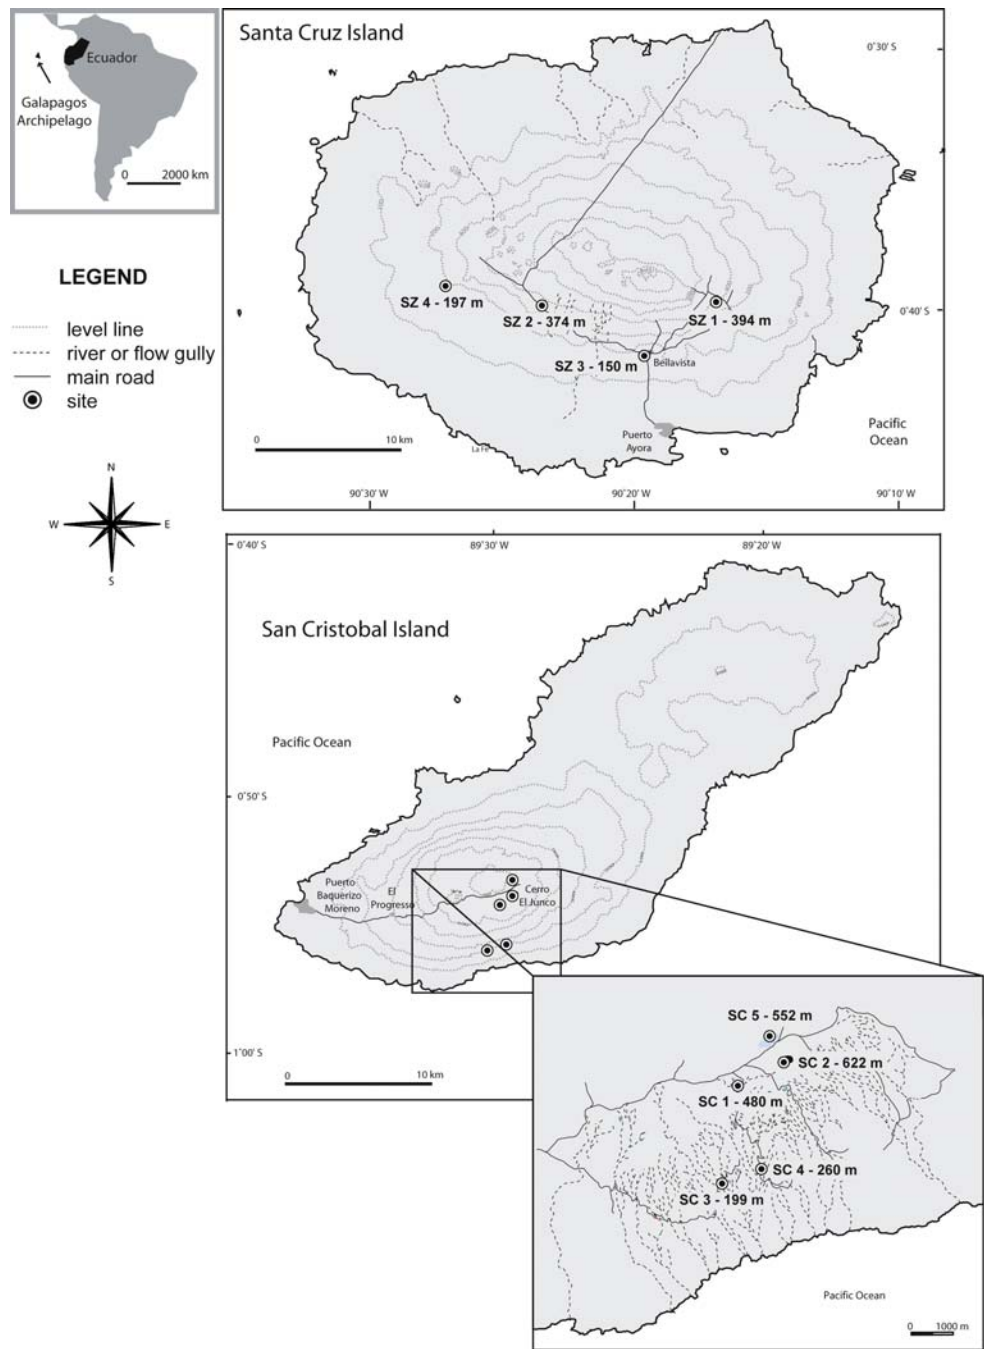 Ecuador
Galapagos
Archipelago
0 2000 km
LEGEND
level line
river or flow gully
main road
site
N
W E
S
Santa Cruz Island
0°30' S
SZ 4 - 197 m
SZ 2 - 374 m
SZ 1 - 394 m
0°40' S
SZ 3 - 150 m
Bellavista
0 10 km
La Fé
Puerto
Ayora
Pacific
Ocean
90°30' W 90°20' W 90°10' W
0°40' S 89°30' W 89°20' W
San Cristobal Island
Pacific Ocean
0°50' S
Puerto
Baquerizo
Moreno
El
Progresso
Cerro
El Junco
1°00' S
0 10 km
SC 5 - 552 m
SC 2 - 622 m
SC 1 - 480 m
SC 4 - 260 m
SC 3 - 199 m
Pacific Ocean
0 1000 m